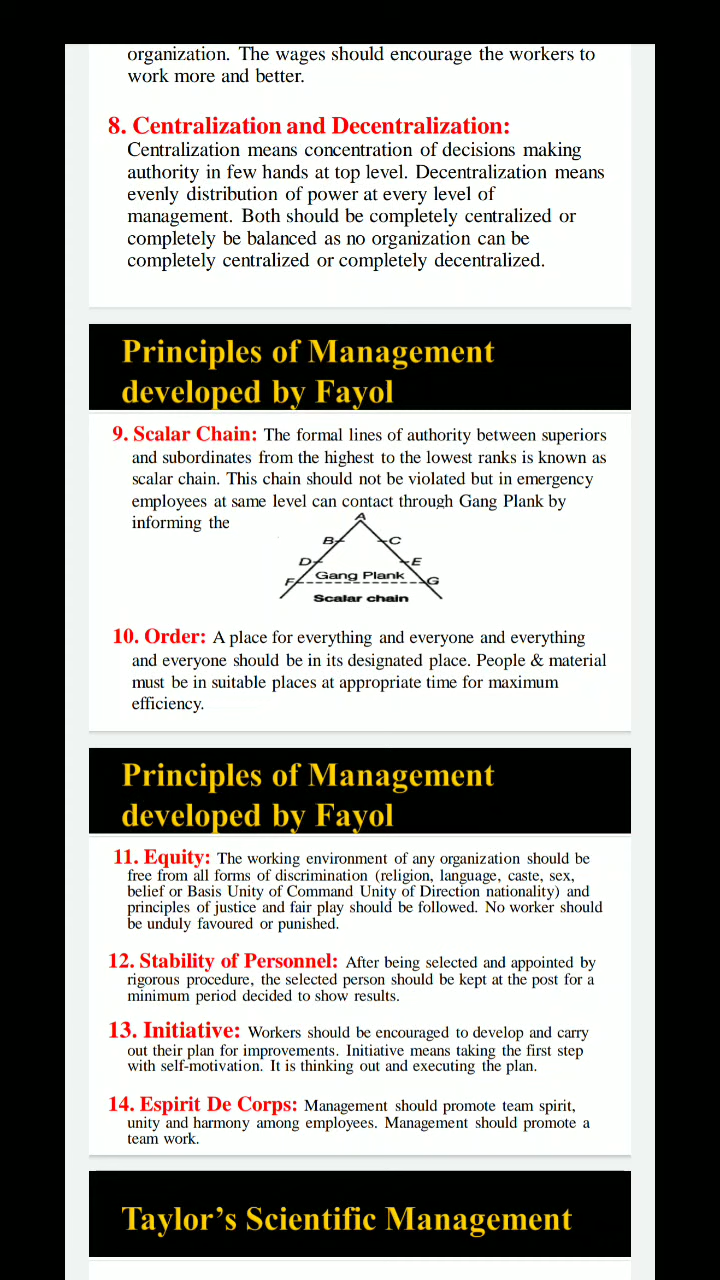 organization. The wages should encourage the workers to
work more and better.
8. Centralization and Decentralization:
Centralization means concentration of decisions making
authority in few hands at top level. Decentralization means
evenly distribution of power at every level of
management. Both should be completely centralized or
completely be balanced as no organization can be
completely centralized or completely decentralized.
Principles of Management
developed by Fayol
9. Scalar Chain: The formal lines of authority between superiors
and subordinates from the highest to the lowest ranks is known as
scalar chain. This chain should not be violated but in emergency
employees at same level can contact through Gang Plank by
informing the
A
B C
D E
Gang Plank
F G
Scalar chain
10. Order: A place for everything and everyone and everything
and everyone should be in its designated place. People & material
must be in suitable places at appropriate time for maximum
efficiency.
Principles of Management
developed by Fayol
11. Equity: The working environment of any organization should be
free from all forms of discrimination (religion, language, caste, sex,
belief or Basis Unity of Command Unity of Direction nationality) and
principles of justice and fair play should be followed. No worker should
be unduly favoured or punished.
12. Stability of Personnel: After being selected and appointed by
rigorous procedure, the selected person should be kept at the post for a
minimum period decided to show results.
13. Initiative: Workers should be encouraged to develop and carry
out their plan for improvements. Initiative means taking the first step
with self-motivation. It is thinking out and executing the plan.
14. Espirit De Corps: Management should promote team spirit,
unity and harmony among employees. Management should promote a
team work.
Taylor’s Scientific Management